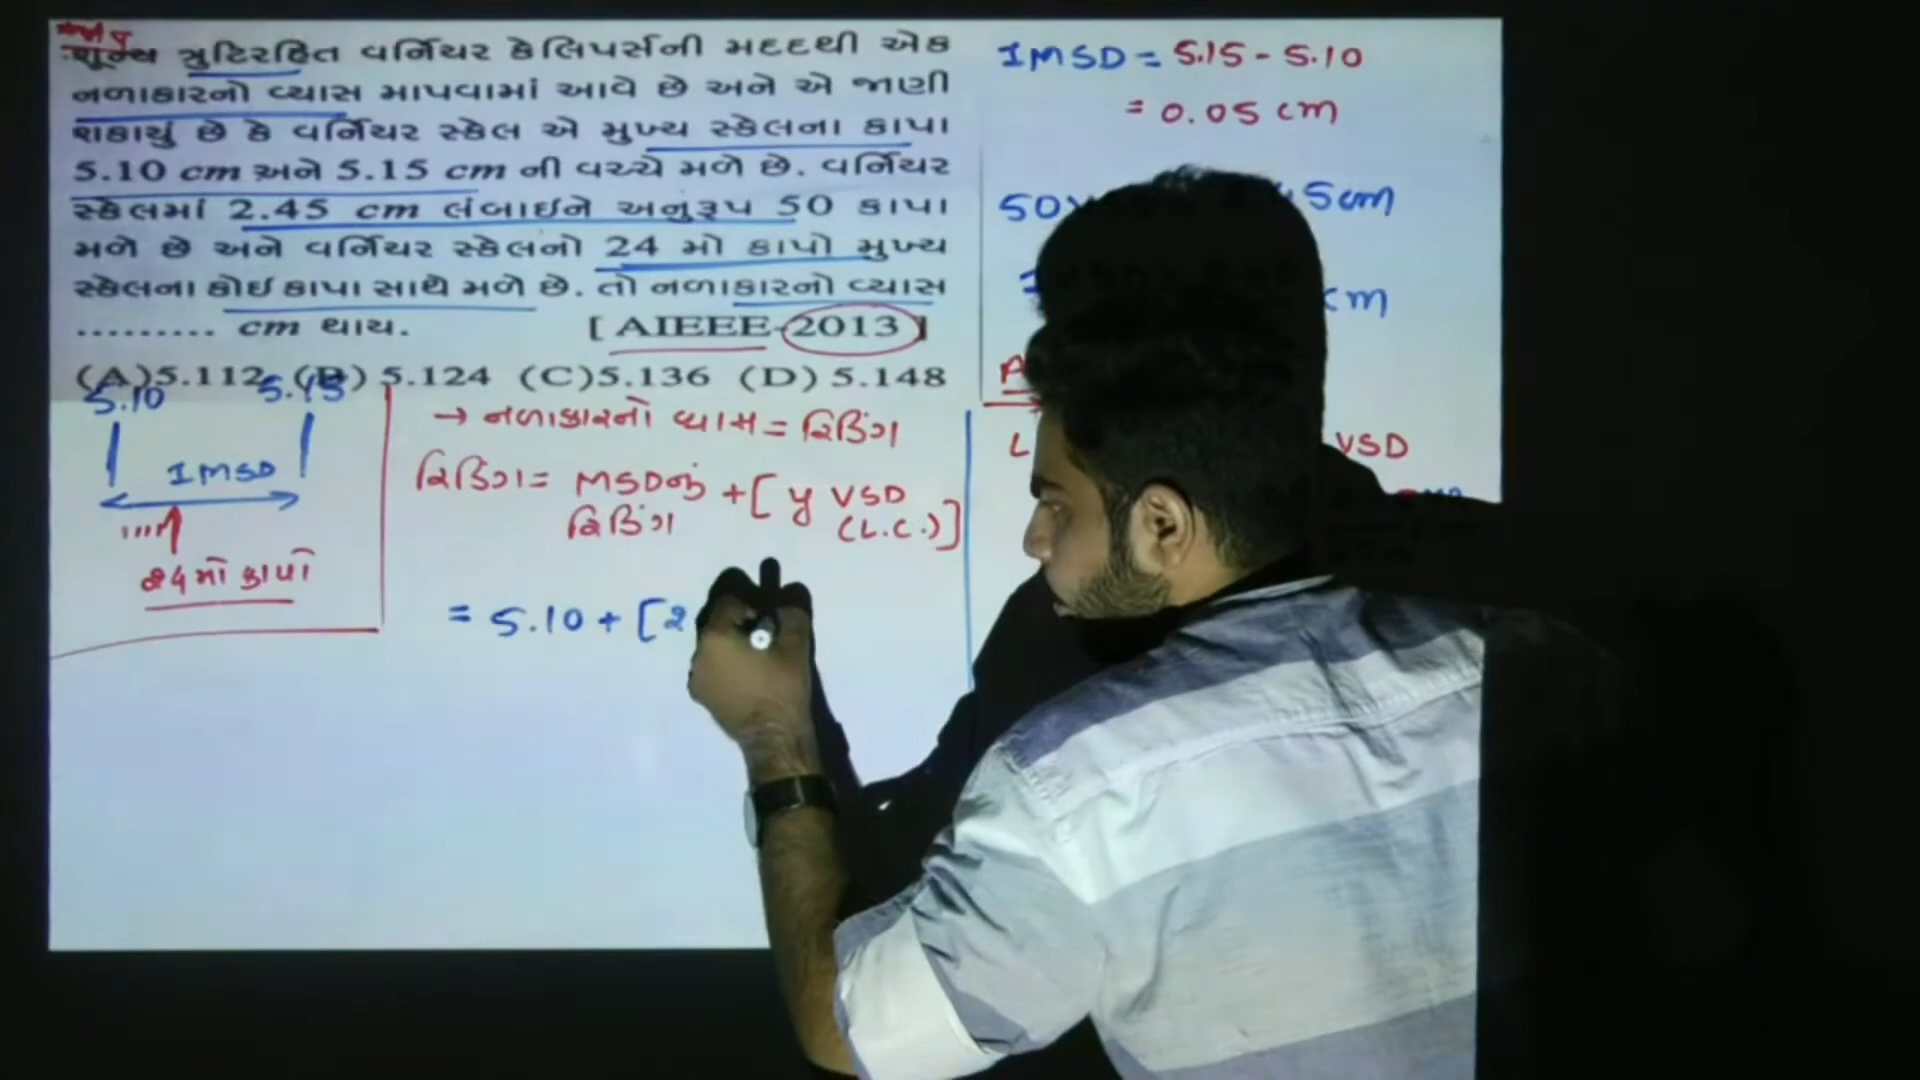 શૂન્ય ત્રુટિરહિત વર્નિયર કેલિપર્સની મદદથી એક
નળાકારનો વ્યાસ માપવામાં આવે છે અને એ જાણી
શકાયું છે કે વર્નિયર સ્કેલ એ મુખ્ય સ્કેલના કાપા
5.10 cm અને 5.15 cm ની વચ્ચે મળે છે. વર્નિયર
સ્કેલમાં 2.45 cm લંબાઇને અનુરૂપ 50 કાપા
મળે છે અને વર્નિયર સ્કેલનો 24 મો કાપો મુખ્ય
સ્કેલના કોઇ કાપા સાથે મળે છે. તો નળાકારનો વ્યાસ
......... cm થાય. [ AIEEE-2013 ]
(A)5.112 (B) 5.124 (C)5.136 (D) 5.148
5.10 5.15
1MSD
24મો કાપો
→ નળાકારનો વ્યાસ = રિડિંગ
રિડિંગ = MSDનું + [ y VSD
રિડિંગ (L.C.)]
= 5.10 + [2
1MSD = 5.15 - 5.10
= 0.05 cm
50 5cm
cm
L VSD